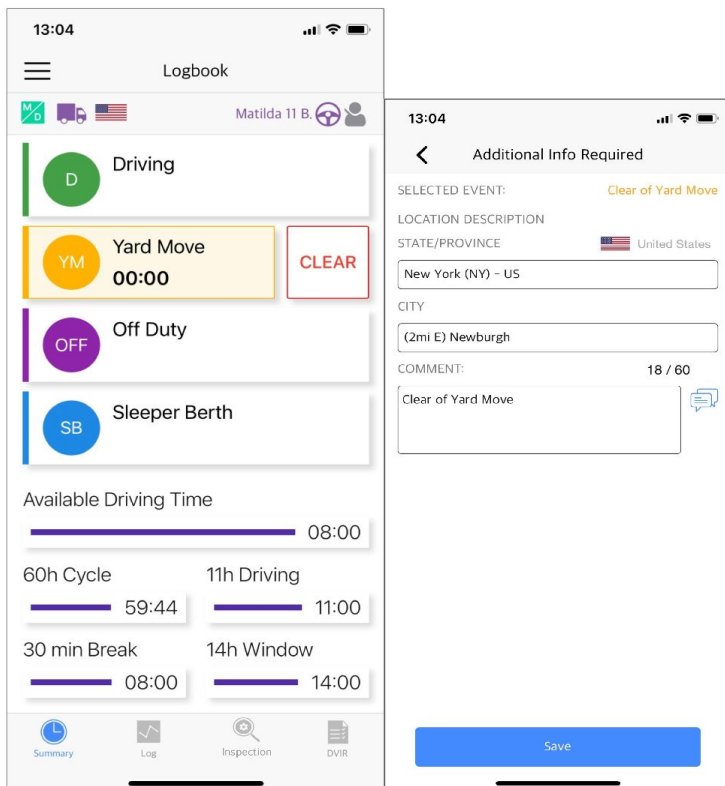 13:04
Logbook
M/D
Matilda 11 B.
D
Driving
YM
Yard Move
00:00
CLEAR
OFF
Off Duty
SB
Sleeper Berth
Available Driving Time
08:00
60h Cycle
11h Driving
59:44
11:00
30 min Break
14h Window
08:00
14:00
Summary
Log
Inspection
DVIR
13:04
Additional Info Required
SELECTED EVENT:
Clear of Yard Move
LOCATION DESCRIPTION
STATE/PROVINCE
United States
New York (NY) - US
CITY
(2mi E) Newburgh
COMMENT:
18 / 60
Clear of Yard Move
Save